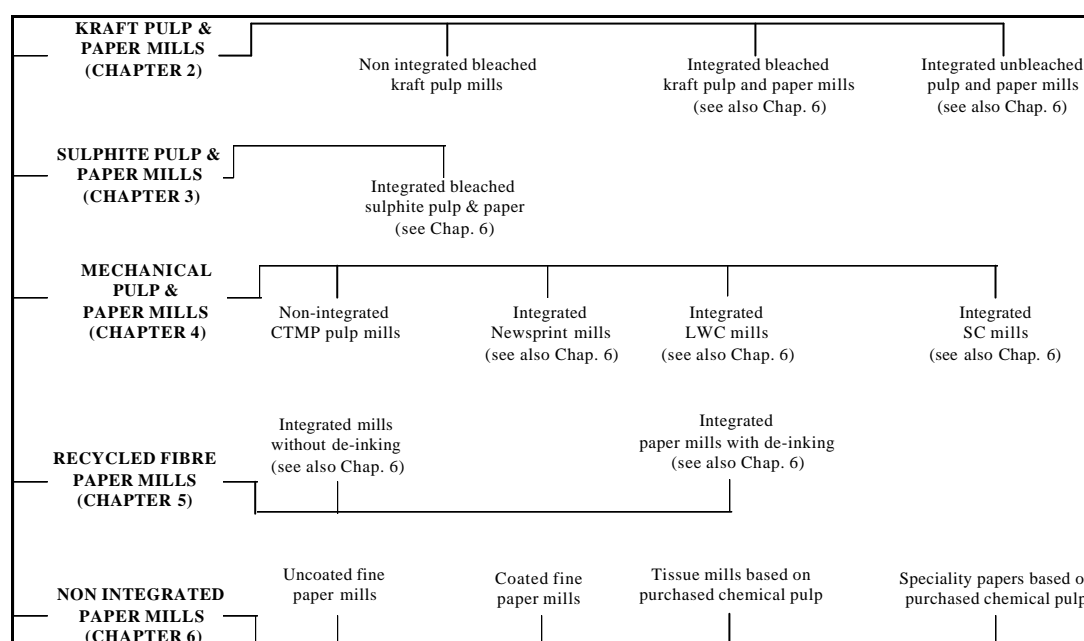 KRAFT PULP &
PAPER MILLS
(CHAPTER 2)
Non integrated bleached
kraft pulp mills
Integrated bleached
kraft pulp and paper mills
(see also Chap. 6)
Integrated unbleached
pulp and paper mills
(see also Chap. 6)
SULPHITE PULP &
PAPER MILLS
(CHAPTER 3)
Integrated bleached
sulphite pulp & paper
(see Chap. 6)
MECHANICAL
PULP &
PAPER MILLS
(CHAPTER 4)
Non-integrated
CTMP pulp mills
Integrated
Newsprint mills
(see also Chap. 6)
Integrated
LWC mills
(see also Chap. 6)
Integrated
SC mills
(see also Chap. 6)
RECYCLED FIBRE
PAPER MILLS
(CHAPTER 5)
Integrated mills
without de-inking
(see also Chap. 6)
Integrated
paper mills with de-inking
(see also Chap. 6)
NON INTEGRATED
PAPER MILLS
(CHAPTER 6)
Uncoated fine
paper mills
Coated fine
paper mills
Tissue mills based on
purchased chemical pulp
Speciality papers based
purchased chemical pulp